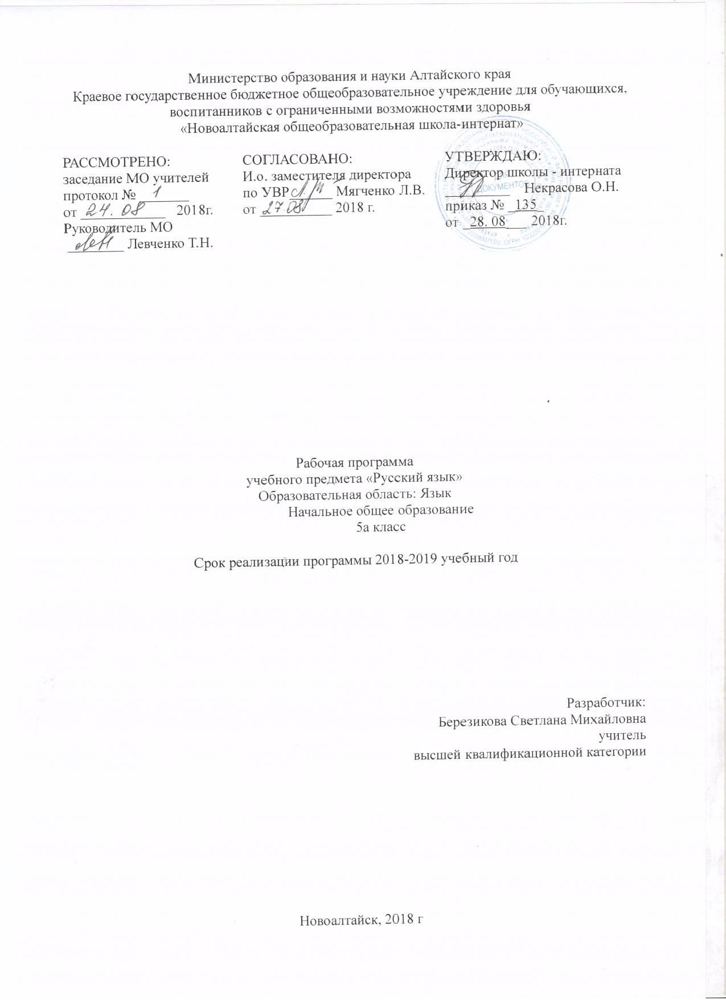 Министерство образования и науки Алтайского края
Краевое государственное бюджетное общеобразовательное учреждение для обучающихся,
воспитанников с ограниченными возможностями здоровья
«Новоалтайская общеобразовательная школа-интернат»
РАССМОТРЕНО:
заседание МО учителей
протокол № 1
от 24. 08 2018г.
Руководитель МО
Левченко Т.Н.
СОГЛАСОВАНО:
И.о. заместителя директора
по УВР Мягченко Л.В.
от 27.08 2018 г.
УТВЕРЖДАЮ:
Директор школы - интерната
Некрасова О.Н.
приказ № 135
от 28. 08 2018г.
ДЛЯ
ДОКУМЕНТОВ
Рабочая программа
учебного предмета «Русский язык»
Образовательная область: Язык
Начальное общее образование
5а класс
Срок реализации программы 2018-2019 учебный год
Разработчик:
Березикова Светлана Михайловна
учитель
высшей квалификационной категории
Новоалтайск, 2018 г